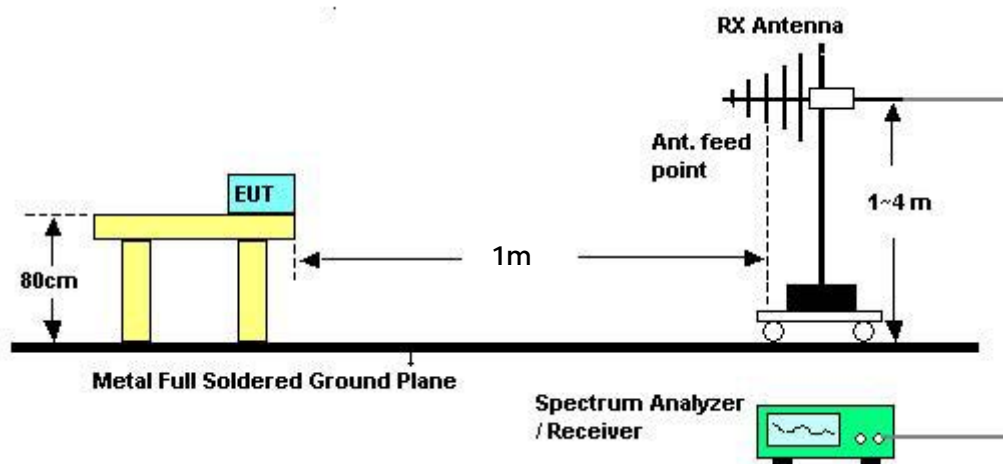 RX Antenna
Ant. feed
point
EUT
1~4 m
1m
80cm
Metal Full Soldered Ground Plane
Spectrum Analyzer
/ Receiver